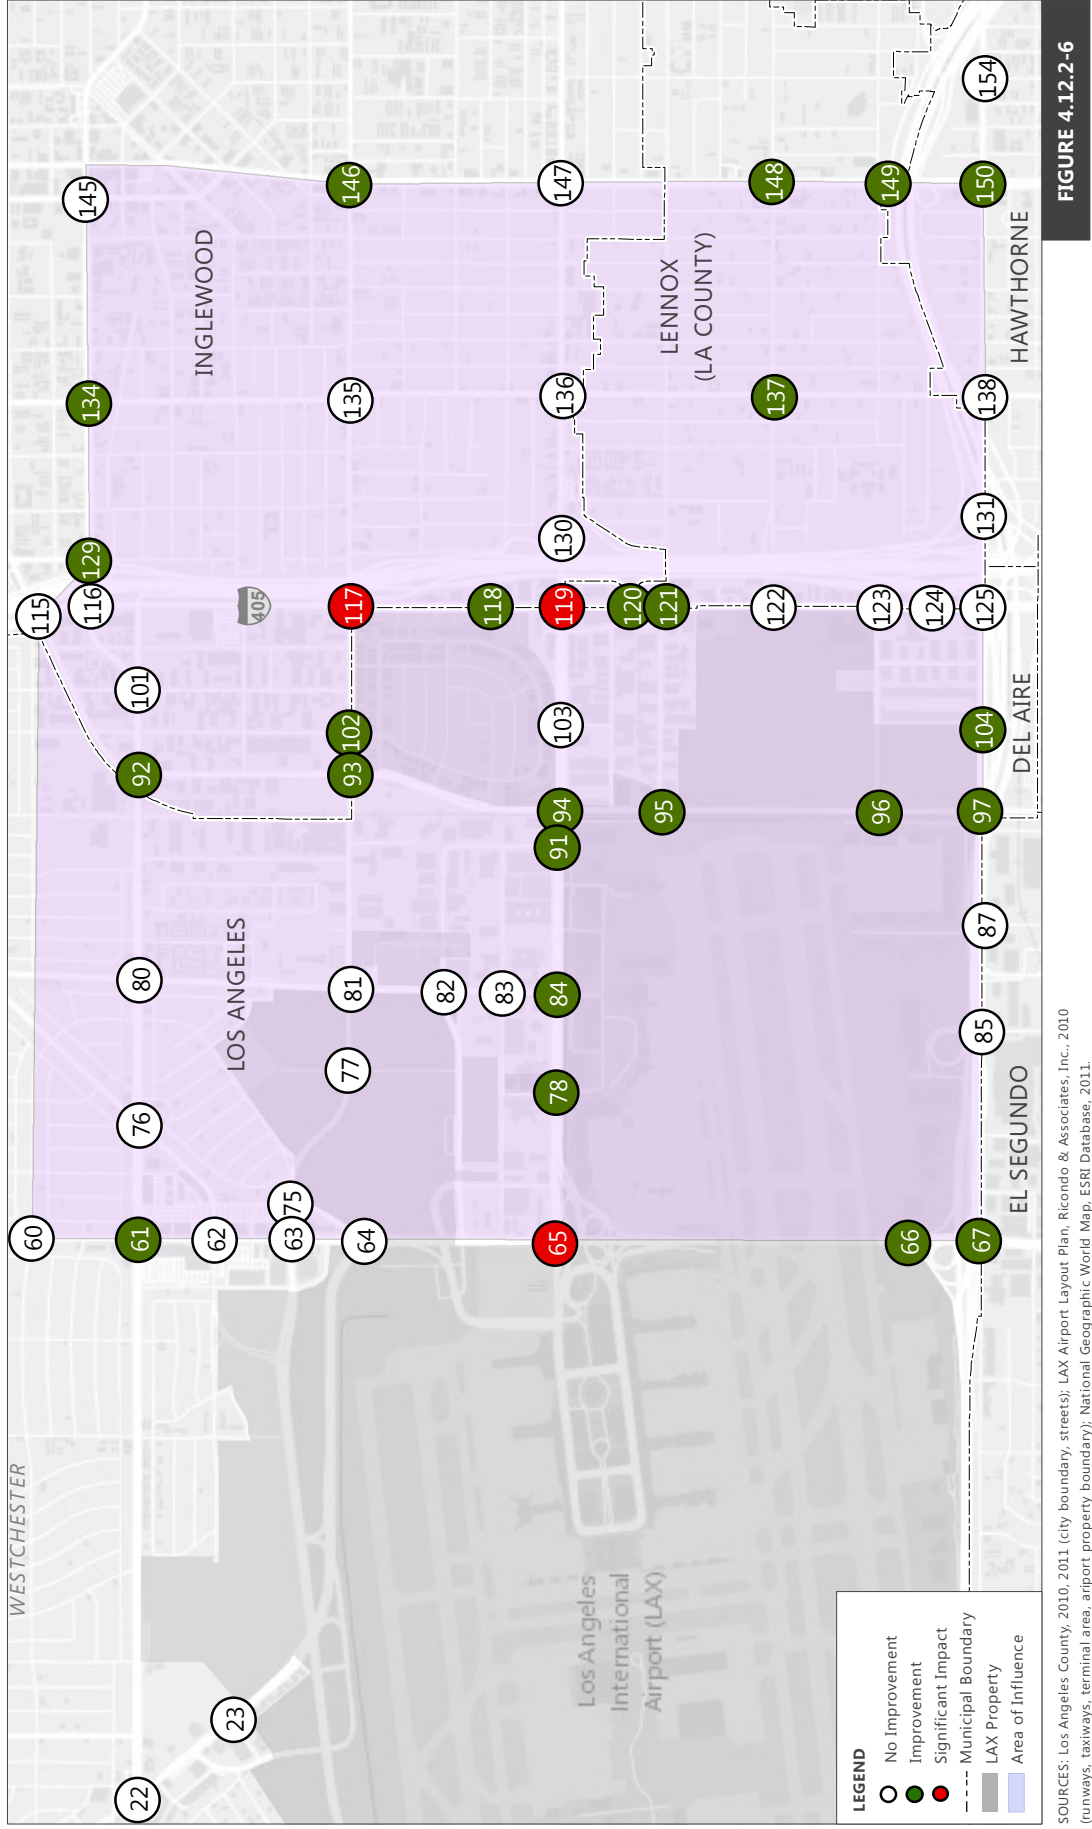 FIGURE 4.12.2-6
WESTCHESTER
LOS ANGELES
INGLEWOOD
LENNOX
(LA COUNTY)
HAWTHORNE
DEL AIRE
EL SEGUNDO
Los Angeles
International
Airport (LAX)
405
22
23
60
61
62
63
64
65
66
67
75
76
77
78
80
81
82
83
84
85
87
91
92
93
94
95
96
97
101
102
103
104
115
116
117
118
119
120
121
122
123
124
125
129
130
131
134
135
136
137
138
145
146
147
148
149
150
154
LEGEND
No Improvement
Improvement
Significant Impact
Municipal Boundary
LAX Property
Area of Influence
SOURCES: Los Angeles County, 2010, 2011 (city boundary, streets); LAX Airport Layout Plan, Ricondo & Associates, Inc., 2010
(runways, taxiways, terminal area, ariport property boundary); National Geographic World Map, ESRI Database, 2011.